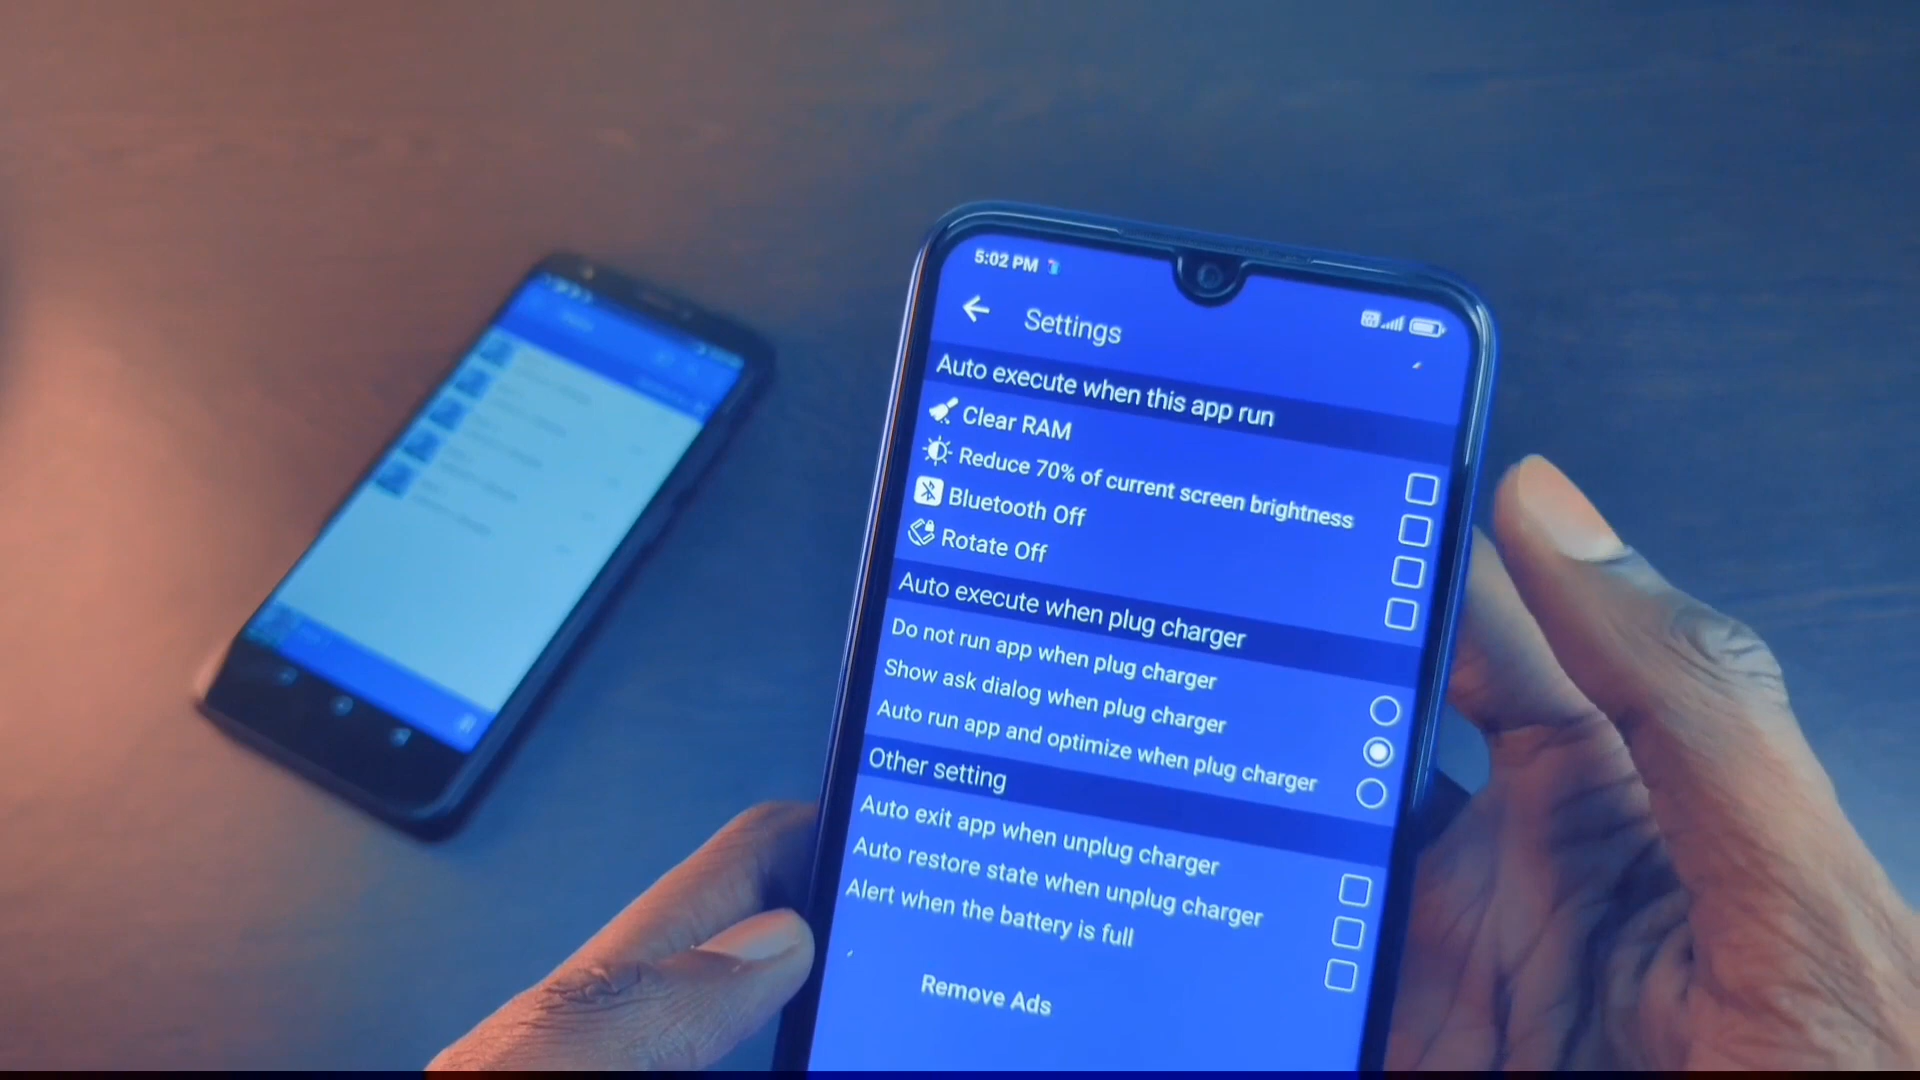 5:02 PM
Settings
Auto execute when this app run
Clear RAM
Reduce 70% of current screen brightness
Bluetooth Off
Rotate Off
Auto execute when plug charger
Do not run app when plug charger
Show ask dialog when plug charger
Auto run app and optimize when plug charger
Other setting
Auto exit app when unplug charger
Auto restore state when unplug charger
Alert when the battery is full
Remove Ads